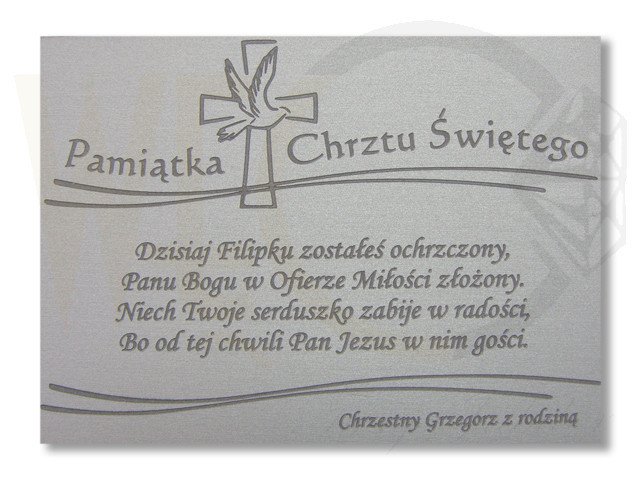 Pamiątka Chrztu Świętego
Dzisiaj Filipku zostałeś ochrzczony,
Panu Bogu w Ofierze Miłości złożony.
Niech Twoje serduszko zabije w radości,
Bo od tej chwili Pan Jezus w nim gości.
Chrzestny Grzegorz z rodziną